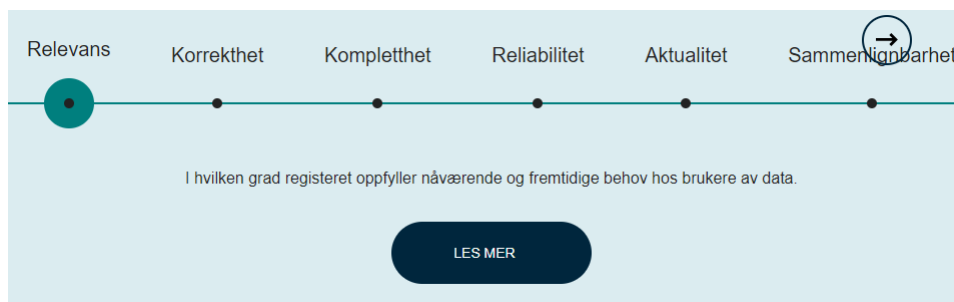 Relevans Korrekthet Kompletthet Reliabilitet Aktualitet Sammenlignbarhet
I hvilken grad registeret oppfyller nåværende og fremtidige behov hos brukere av data.
LES MER